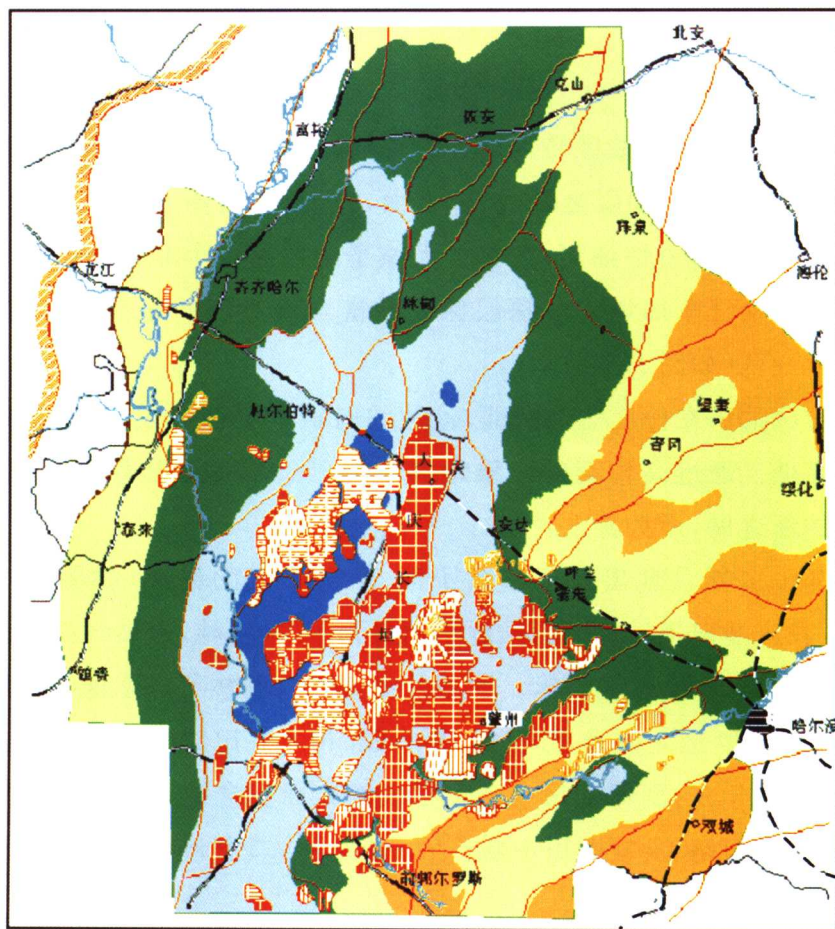 北安
富裕
依安
拜泉
海伦
龙江
齐齐哈尔
林甸
杜尔伯特
望奎
青冈
绥化
大
庆
安达
泰来
长
镇赉
肇州
哈尔滨
双城
前郭尔罗斯